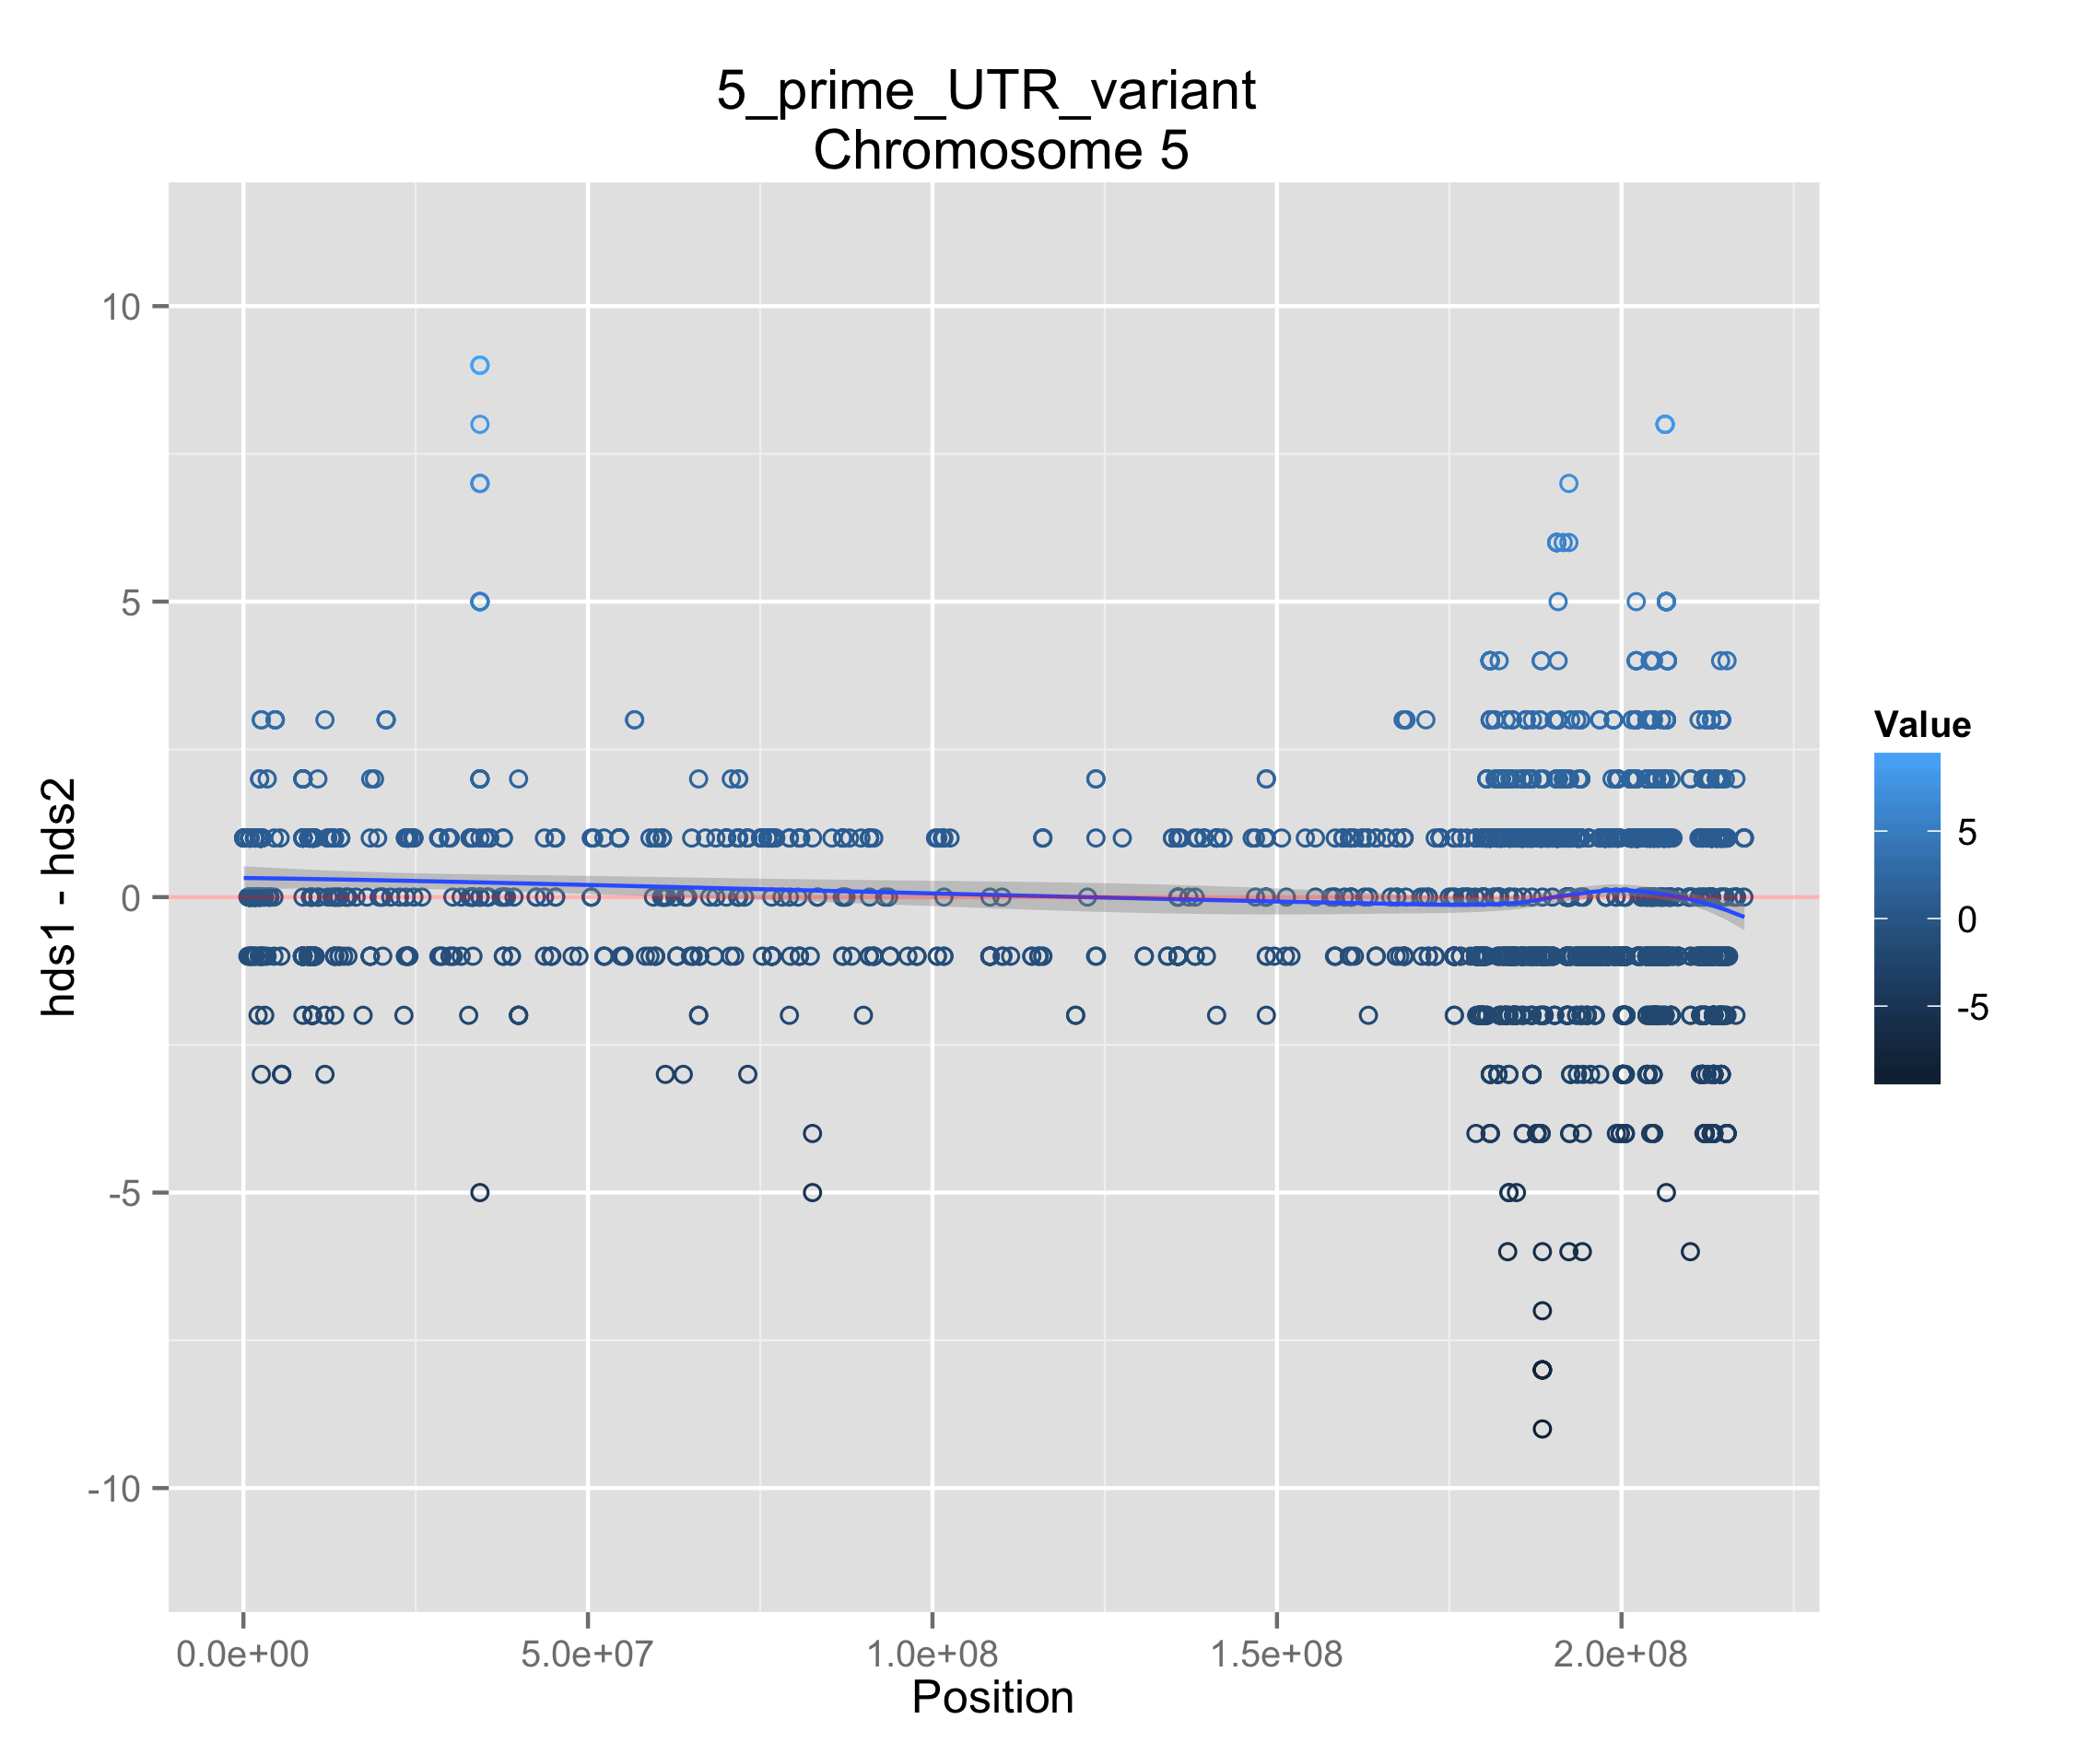 5_prime_UTR_variant
Chromosome 5
10
5
0
-5
-10
hds1 - hds2
0.0e+00 5.0e+07 1.0e+08 1.5e+08 2.0e+08
Position
Value
5
0
-5